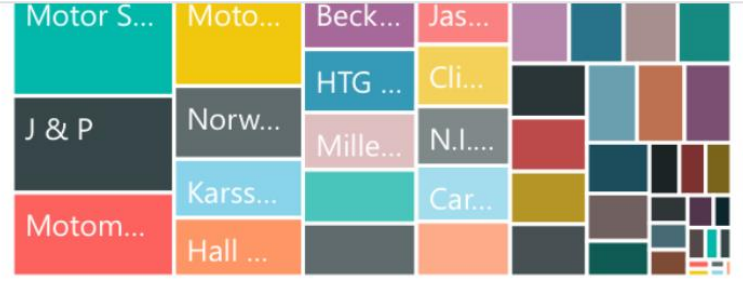 Motor S...
J & P
Motom...
Moto...
Norw...
Karss...
Hall ...
Beck...
HTG ...
Mille...
Jas...
Cli...
N.I....
Car...